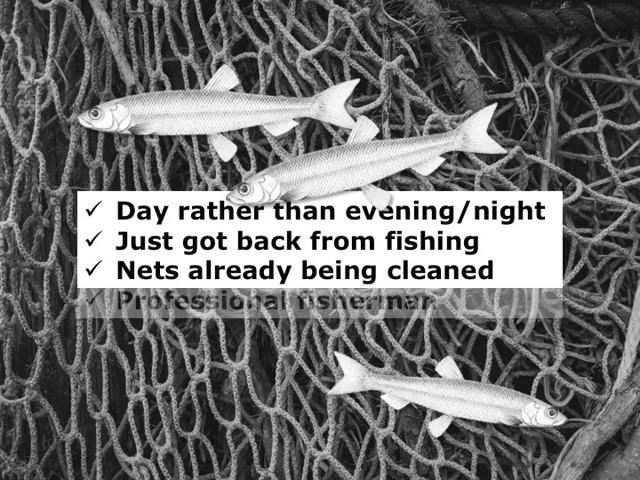 ✓ Day rather than evening/night
✓ Just got back from fishing
✓ Nets already being cleaned
✓ Professional fisherman